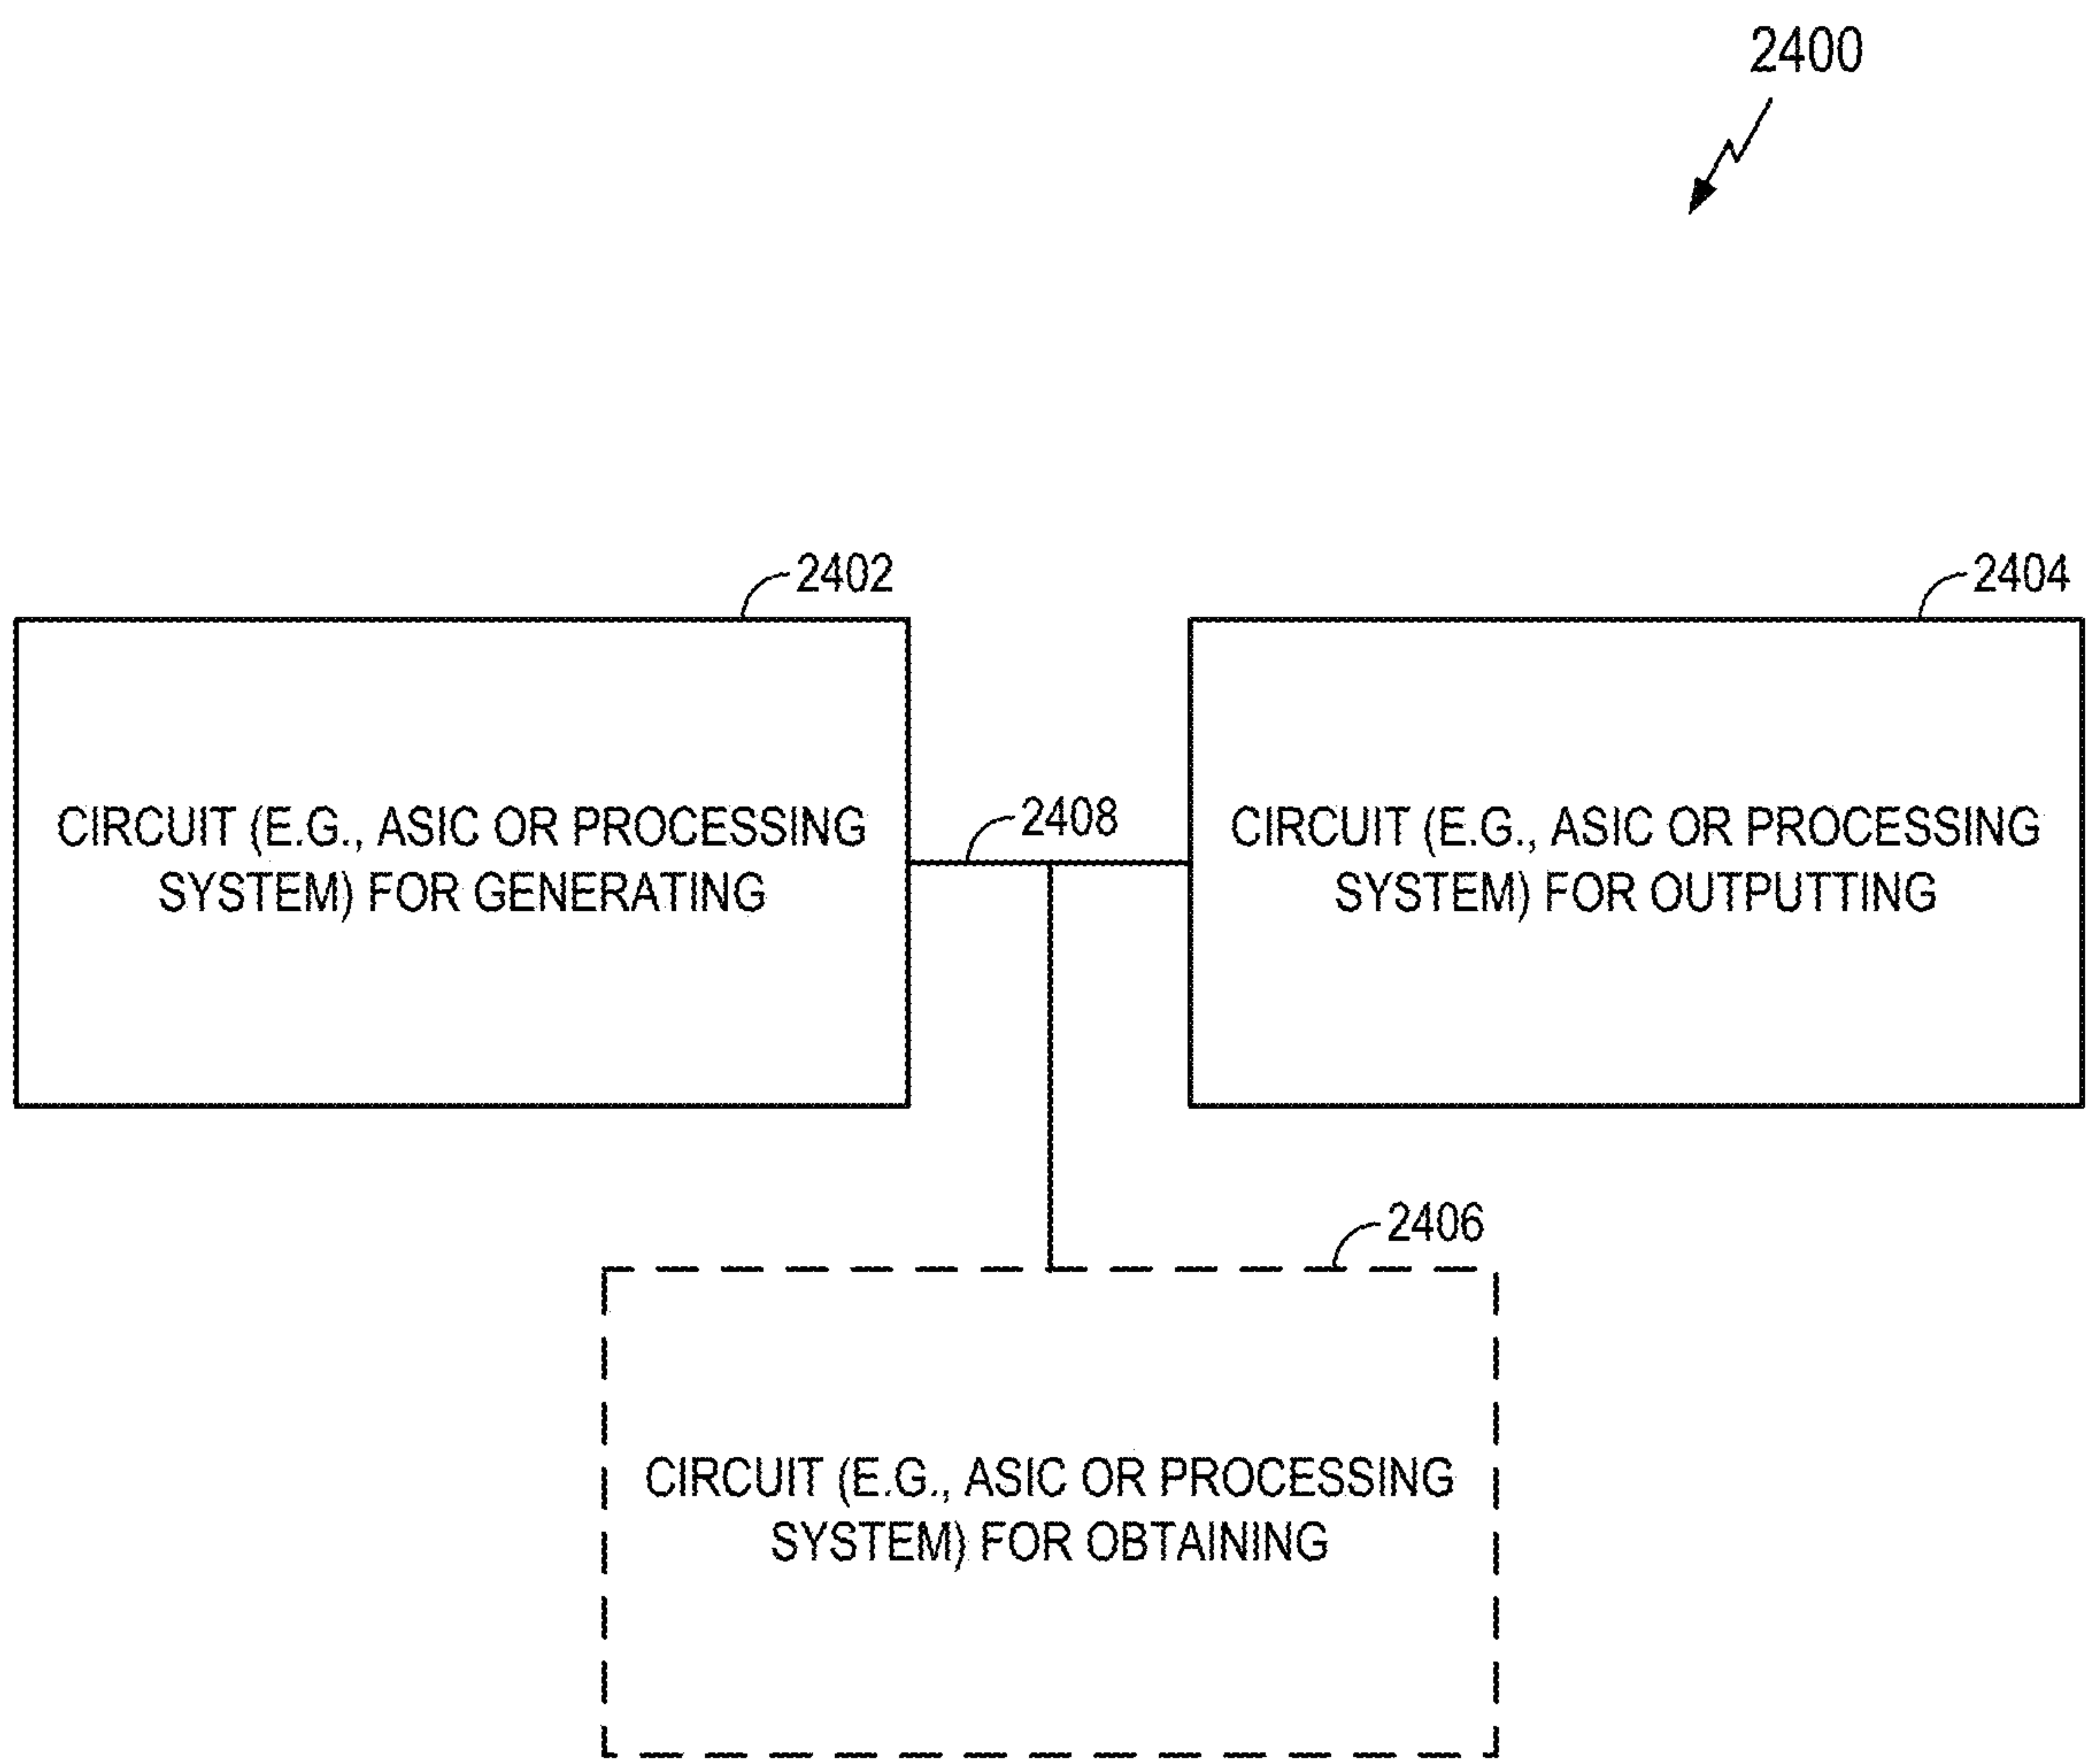 2400
2402
2404
CIRCUIT (E.G., ASIC OR PROCESSING
SYSTEM) FOR GENERATING
2408
CIRCUIT (E.G., ASIC OR PROCESSING
SYSTEM) FOR OUTPUTTING
2406
CIRCUIT (E.G., ASIC OR PROCESSING
SYSTEM) FOR OBTAINING